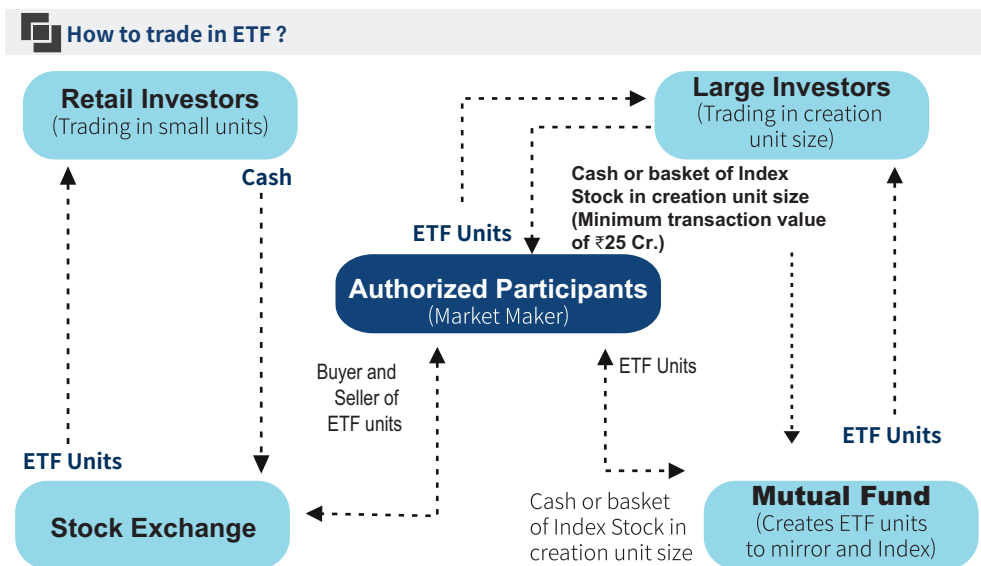 How to trade in ETF ?
Retail Investors
(Trading in small units)
Large Investors
(Trading in creation
unit size)
Cash
Cash or basket of Index
Stock in creation unit size
(Minimum transaction value
of ₹25 Cr.)
ETF Units
Authorized Participants
(Market Maker)
Buyer and
Seller of
ETF units
ETF Units
ETF Units
ETF Units
Stock Exchange
Cash or basket
of Index Stock in
creation unit size
Mutual Fund
(Creates ETF units
to mirror and Index)